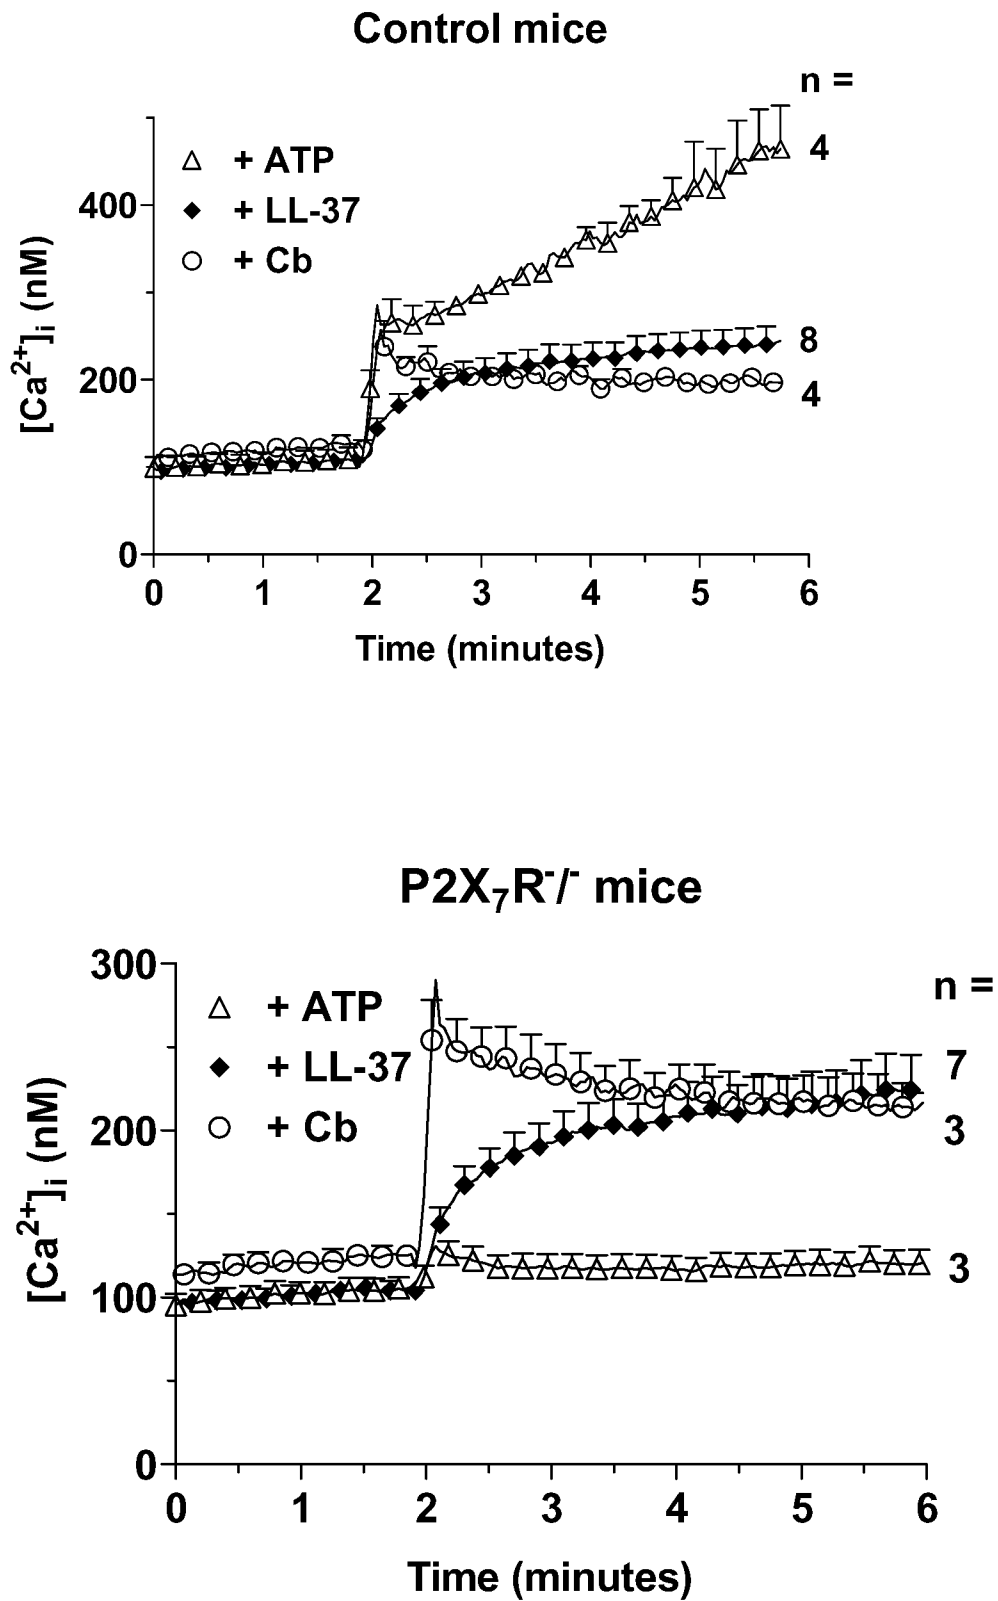 Control mice
n =
+ ATP
+ LL-37
+ Cb
4
8
4
400
200
0
[Ca²⁺]ᵢ (nM)
0 1 2 3 4 5 6
Time (minutes)
P2X₇R⁻/⁻ mice
n =
+ ATP
+ LL-37
+ Cb
7
3
3
300
200
100
0
[Ca²⁺]ᵢ (nM)
0 1 2 3 4 5 6
Time (minutes)